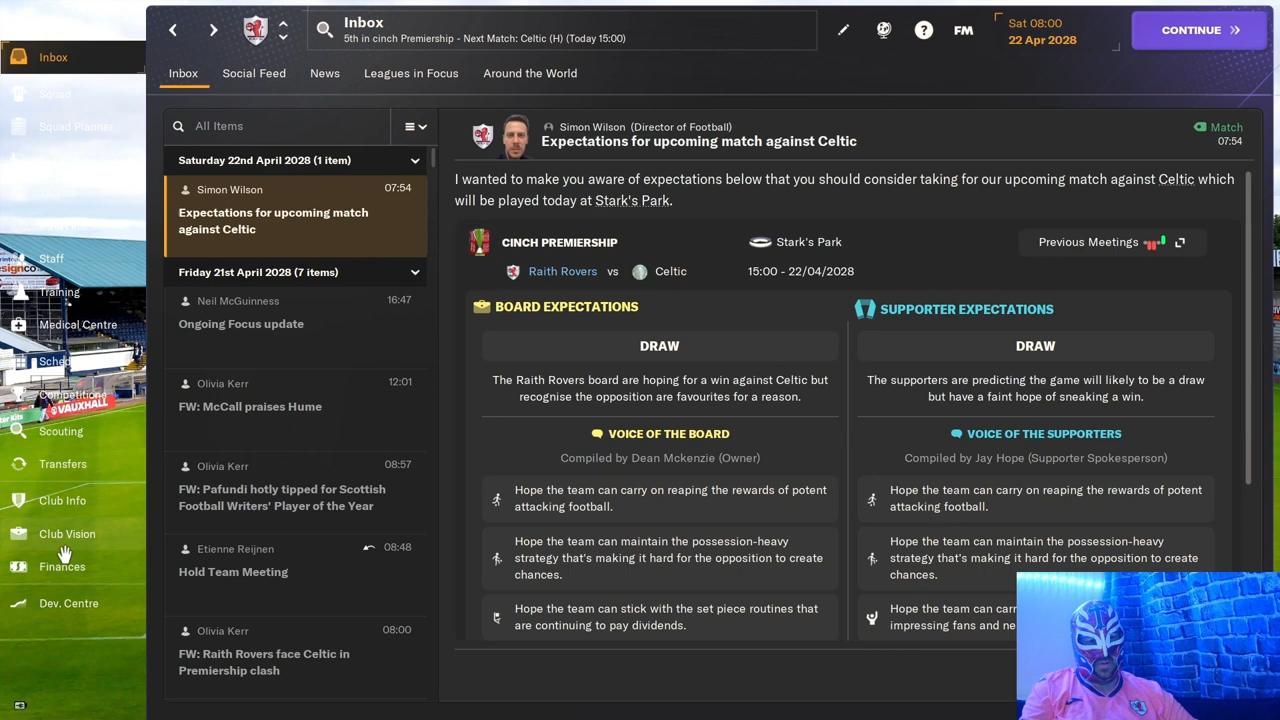 Inbox
5th in cinch Premiership - Next Match: Celtic (H) (Today 15:00)
FM
Sat 08:00
22 Apr 2028
CONTINUE
Inbox
Social Feed
News
Leagues in Focus
Around the World
Inbox
Squad
Squad Planner
Staff
Training
Medical Centre
Sched
Competitions
VAUXHALL
Scouting
Transfers
Club Info
Club Vision
Finances
Dev. Centre
All Items
Saturday 22nd April 2028 (1 item)
Simon Wilson 07:54
Expectations for upcoming match
against Celtic
Friday 21st April 2028 (7 items)
Neil McGuinness 16:47
Ongoing Focus update
Olivia Kerr 12:01
FW: McCall praises Hume
Olivia Kerr 08:57
FW: Pafundi hotly tipped for Scottish
Football Writers' Player of the Year
Etienne Reijnen 08:48
Hold Team Meeting
Olivia Kerr 08:00
FW: Raith Rovers face Celtic in
Premiership clash
Simon Wilson (Director of Football)
Expectations for upcoming match against Celtic
Match
07:54
I wanted to make you aware of expectations below that you should consider taking for our upcoming match against Celtic which
will be played today at Stark's Park.
CINCH PREMIERSHIP
Stark's Park
Previous Meetings
Raith Rovers vs Celtic
15:00 - 22/04/2028
BOARD EXPECTATIONS
DRAW
The Raith Rovers board are hoping for a win against Celtic but
recognise the opposition are favourites for a reason.
VOICE OF THE BOARD
Compiled by Dean Mckenzie (Owner)
Hope the team can carry on reaping the rewards of potent
attacking football.
Hope the team can maintain the possession-heavy
strategy that's making it hard for the opposition to create
chances.
Hope the team can stick with the set piece routines that
are continuing to pay dividends.
SUPPORTER EXPECTATIONS
DRAW
The supporters are predicting the game will likely to be a draw
but have a faint hope of sneaking a win.
VOICE OF THE SUPPORTERS
Compiled by Jay Hope (Supporter Spokesperson)
Hope the team can carry on reaping the rewards of potent
attacking football.
Hope the team can maintain the possession-heavy
strategy that's making it hard for the opposition to create
chances.
Hope the team can carr
impressing fans and ne